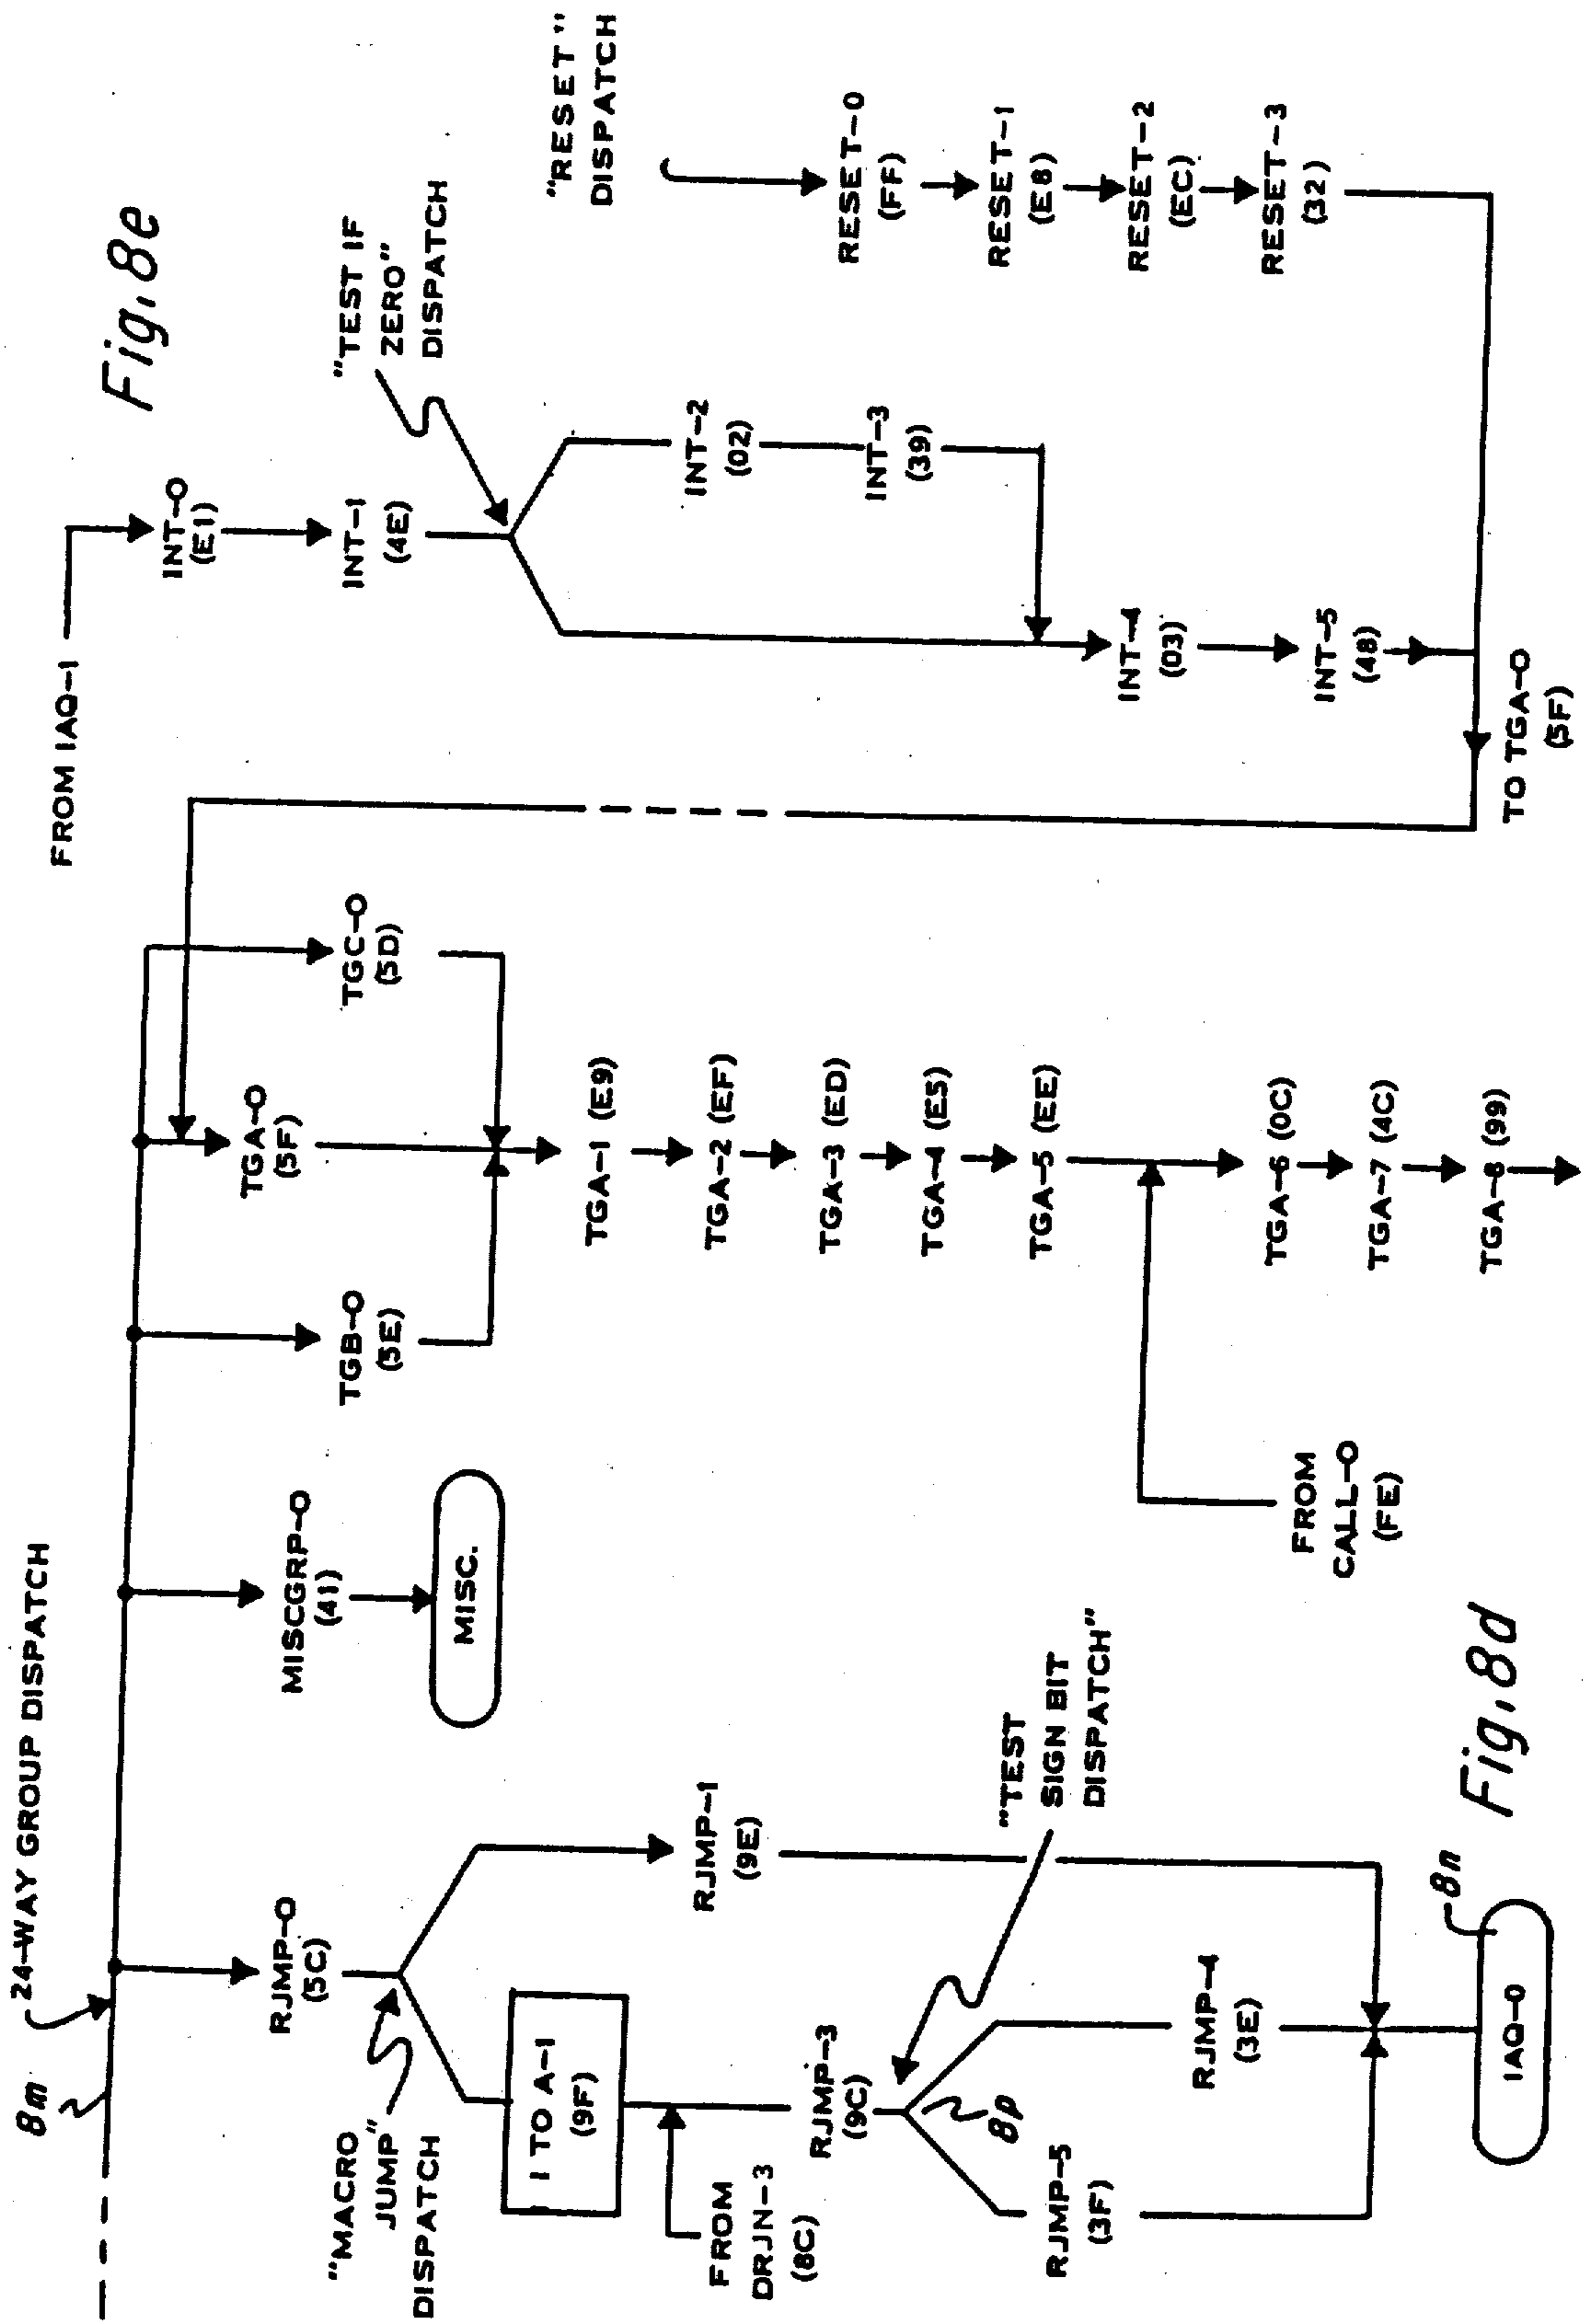 8m
24-WAY GROUP DISPATCH
RJMP-0
(5C)
"MACRO
JUMP"
DISPATCH
1 TO A-1
(9F)
RJMP-1
(9E)
FROM
DRJN-3
(8C)
RJMP-3
(9C)
"TEST
SIGN BIT
DISPATCH"
8p
RJMP-5
(3F)
RJMP-4
(3E)
8n
IAQ-0
Fig. 8d
MISCGRP-0
(41)
MISC.
TGB-0
(5E)
TGA-0
(5F)
TGC-0
(5D)
TGA-1 (E9)
TGA-2 (EF)
TGA-3 (ED)
TGA-4 (E5)
TGA-5 (EE)
FROM
CALL-0
(FE)
TGA-6 (0C)
TGA-7 (4C)
TGA-8 (99)
Fig. 8e
FROM IAQ-1
INT-0
(E1)
INT-1
(4E)
"TEST IF
ZERO"
DISPATCH
INT-2
(02)
INT-3
(39)
INT-4
(03)
INT-5
(48)
TO TGA-0
(5F)
"RESET"
DISPATCH
RESET-0
(FF)
RESET-1
(E8)
RESET-2
(EC)
RESET-3
(32)